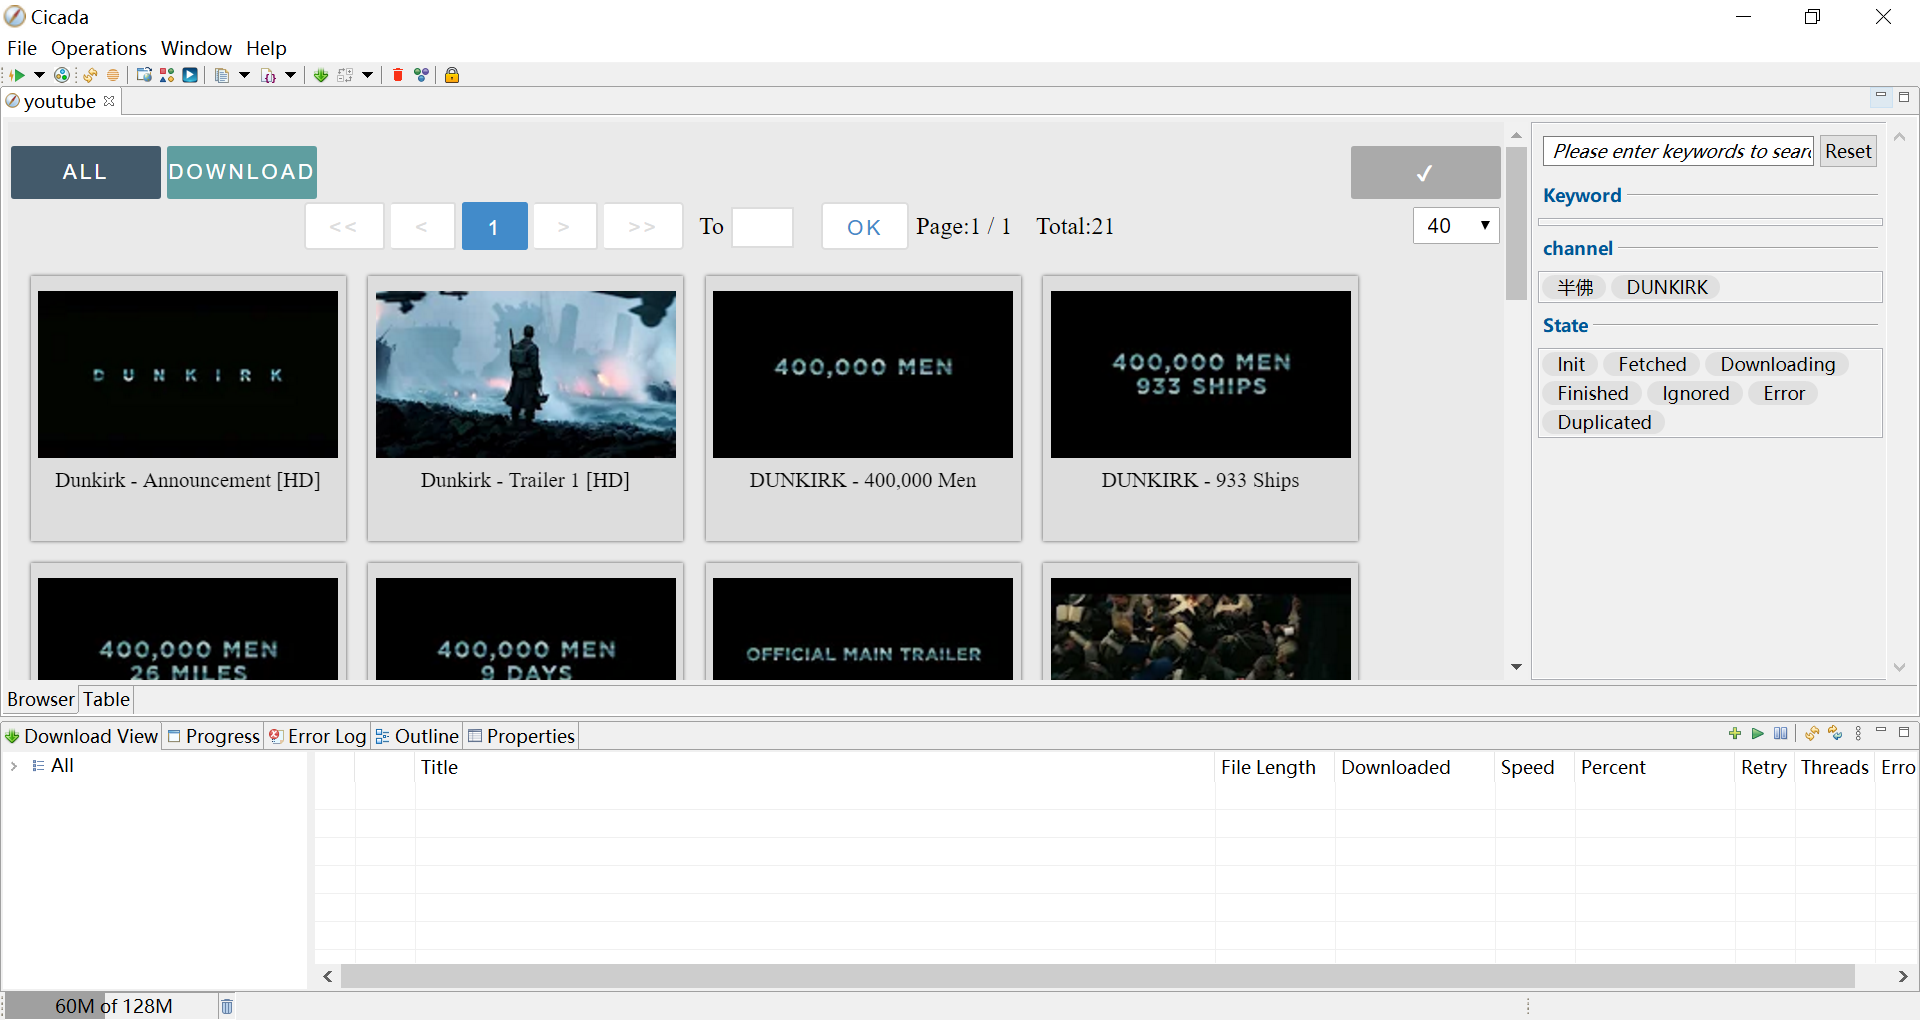 Cicada
File Operations Window Help
youtube
ALL DOWNLOAD ✓
<< < 1 > >> To OK Page:1 / 1 Total:21 40
DUNKIRK
400,000 MEN
400,000 MEN
933 SHIPS
Dunkirk - Announcement [HD]
Dunkirk - Trailer 1 [HD]
DUNKIRK - 400,000 Men
DUNKIRK - 933 Ships
400,000 MEN
26 MILES
400,000 MEN
9 DAYS
OFFICIAL MAIN TRAILER
Please enter keywords to sear
Reset
Keyword
channel
半佛 DUNKIRK
State
Init Fetched Downloading
Finished Ignored Error
Duplicated
Browser Table
Download View Progress Error Log Outline Properties
All
Title File Length Downloaded Speed Percent Retry Threads Erro
60M of 128M